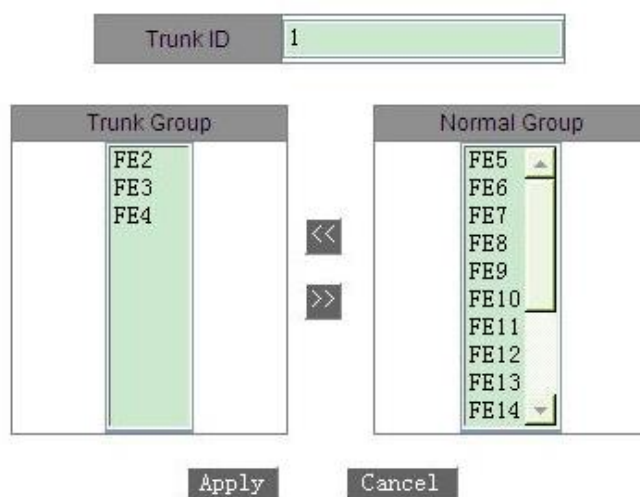 Trunk ID 1
Trunk Group Normal Group
FE2 FE5
FE3 FE6
FE4 FE7
<< FE8
FE9
>> FE10
FE11
FE12
FE13
FE14
Apply Cancel